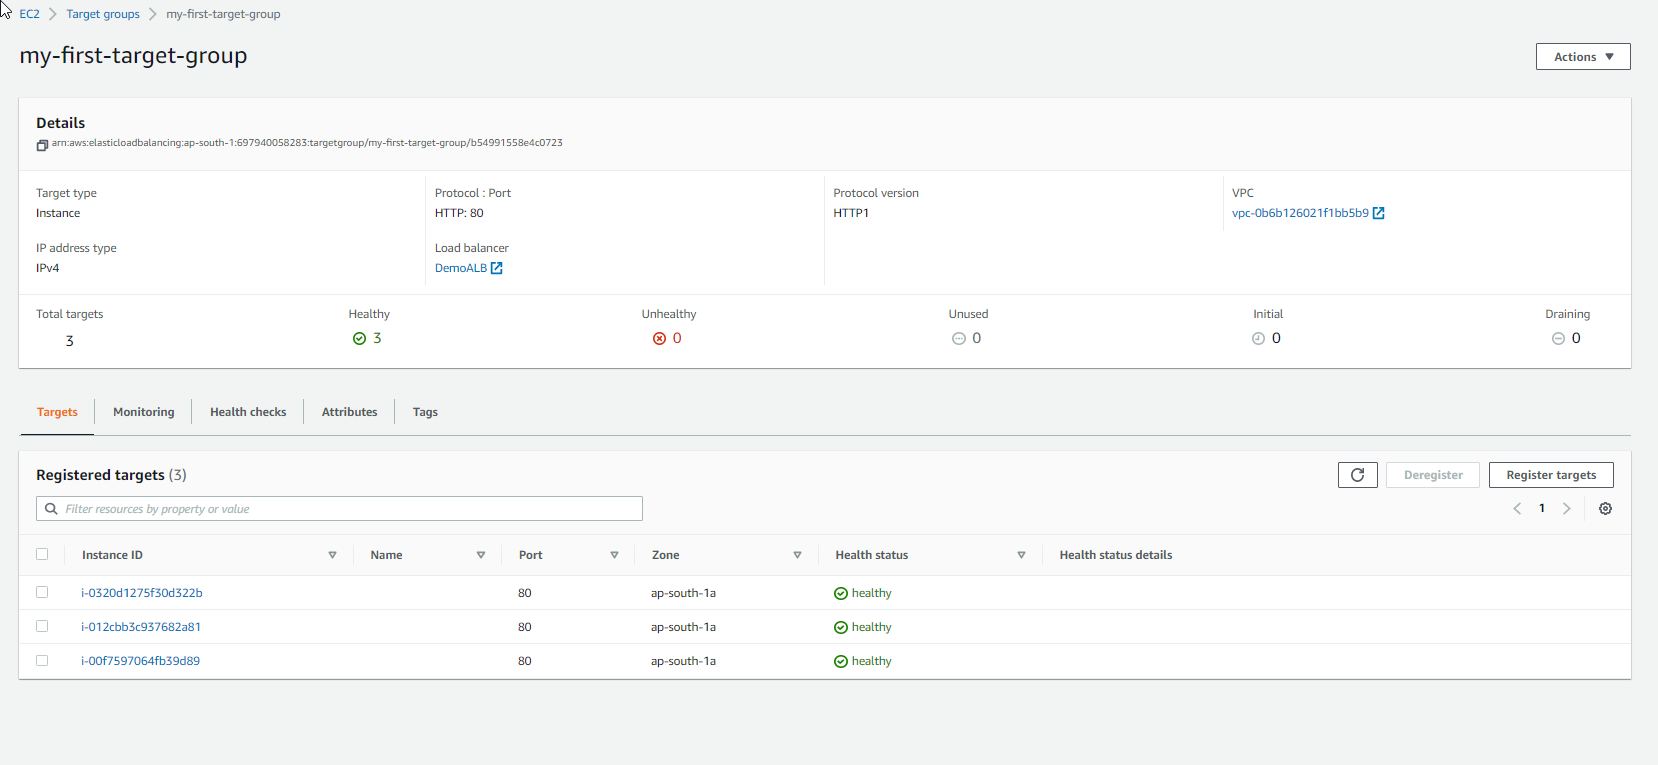 EC2 > Target groups > my-first-target-group
my-first-target-group
Actions
Details
arn:aws:elasticloadbalancing:ap-south-1:697940058283:targetgroup/my-first-target-group/b54991558e4c0723
Target type Protocol : Port Protocol version VPC
Instance HTTP: 80 HTTP1 vpc-0b6b126021f1bb5b9
IP address type Load balancer
IPv4 DemoALB
Total targets Healthy Unhealthy Unused Initial Draining
3 3 0 0 0 0
Targets Monitoring Health checks Attributes Tags
Registered targets (3) Deregister Register targets
Filter resources by property or value 1
Instance ID Name Port Zone Health status Health status details
i-0320d1275f30d322b 80 ap-south-1a healthy
i-012cbb3c937682a81 80 ap-south-1a healthy
i-00f7597064fb39d89 80 ap-south-1a healthy